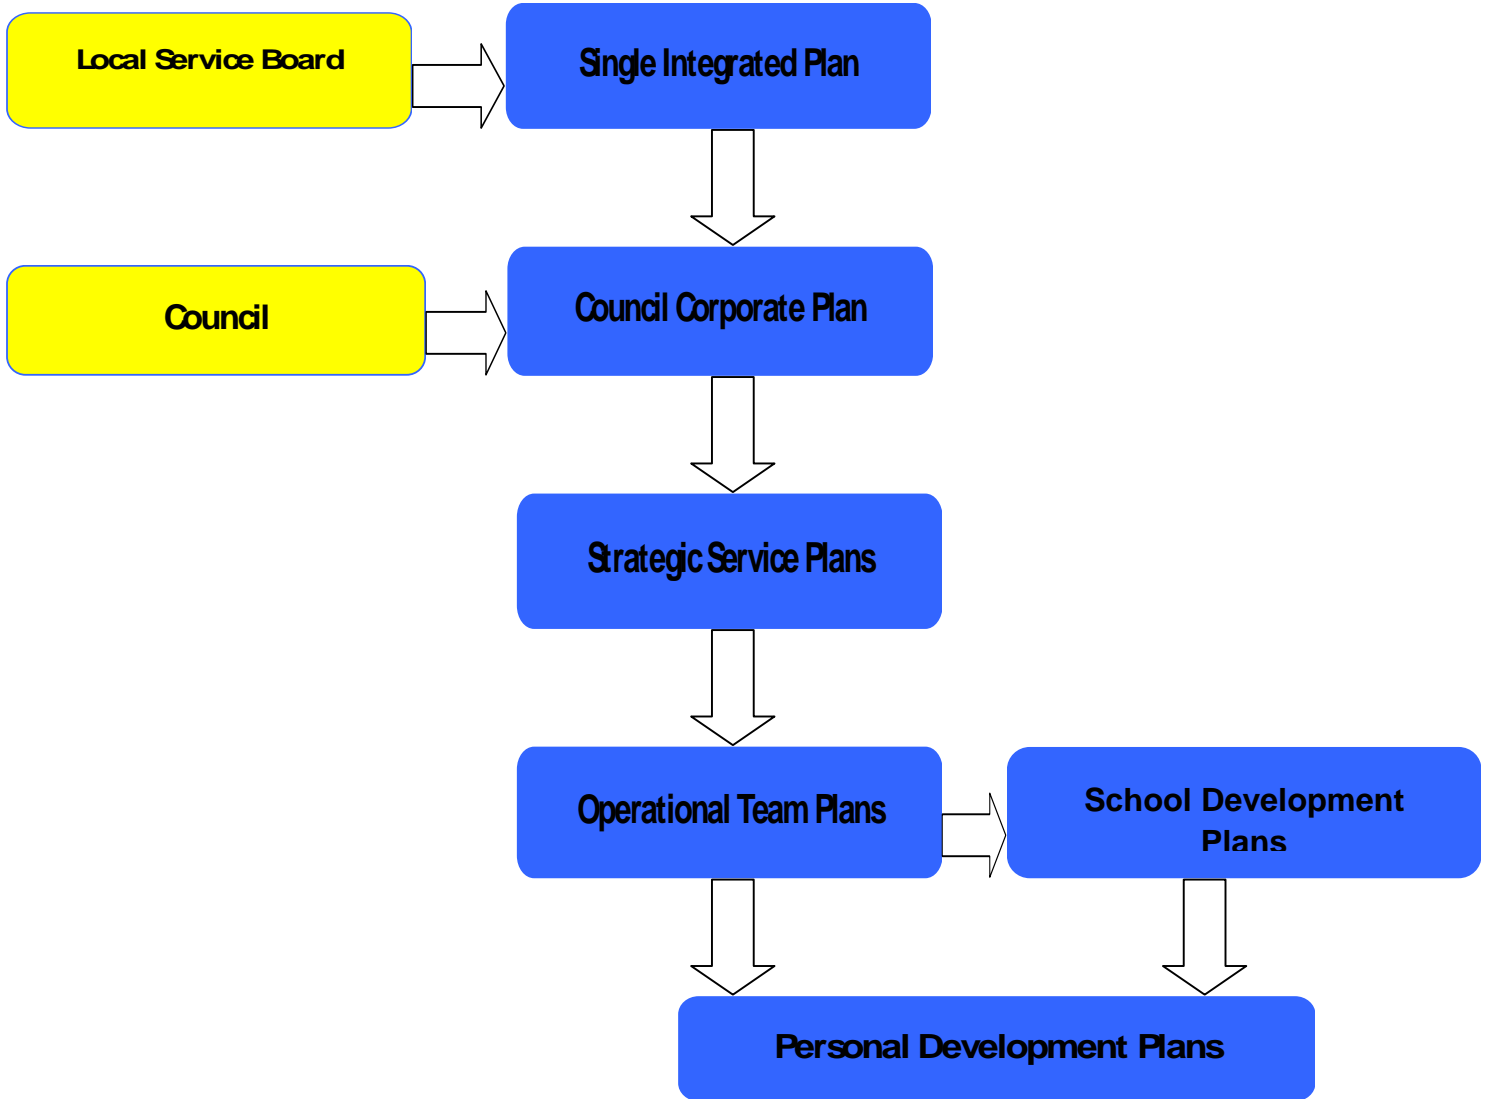 Local Service Board
Single Integrated Plan
Council
Council Corporate Plan
Strategic Service Plans
Operational Team Plans
School Development
Plans
Personal Development Plans